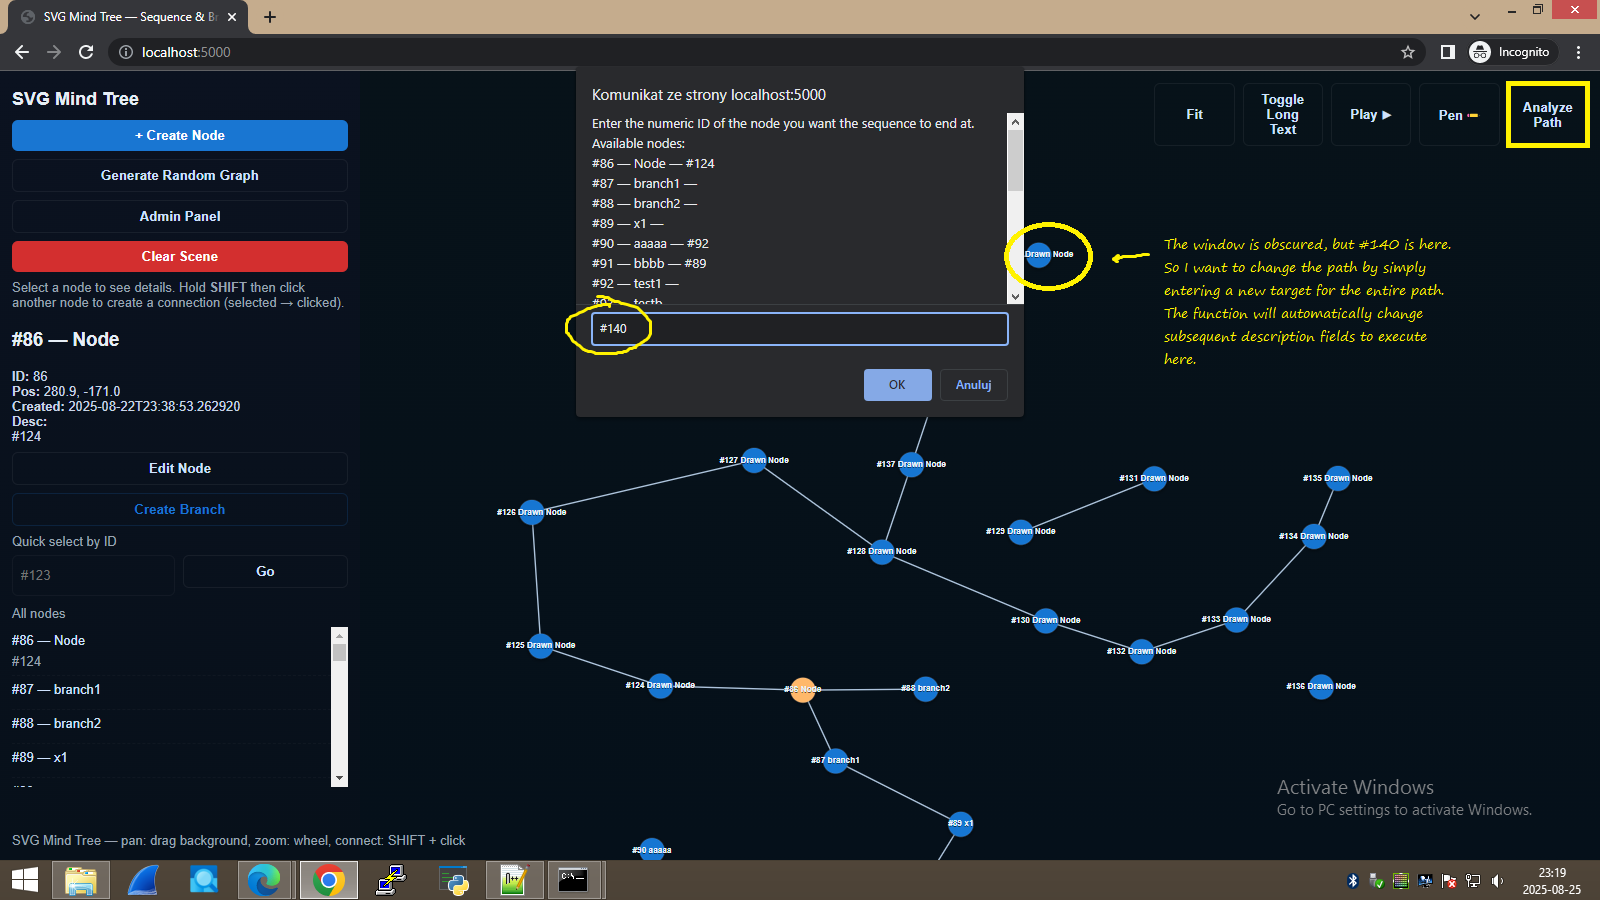 SVG Mind Tree — Sequence & Br
localhost:5000
Incognito
SVG Mind Tree
+ Create Node
Generate Random Graph
Admin Panel
Clear Scene
Select a node to see details. Hold SHIFT then click
another node to create a connection (selected → clicked).
#86 — Node
ID: 86
Pos: 280.9, -171.0
Created: 2025-08-22T23:38:53.262920
Desc:
#124
Edit Node
Create Branch
Quick select by ID
#123
Go
All nodes
#86 — Node
#124
#87 — branch1
#88 — branch2
#89 — x1
SVG Mind Tree — pan: drag background, zoom: wheel, connect: SHIFT + click
Komunikat ze strony localhost:5000
Enter the numeric ID of the node you want the sequence to end at.
Available nodes:
#86 — Node — #124
#87 — branch1 —
#88 — branch2 —
#89 — x1 —
#90 — aaaaa — #92
#91 — bbbb — #89
#92 — test1 —
#140
OK
Anuluj
Fit
Toggle
Long
Text
Play ▶
Pen
Analyze
Path
Drawn Node
The window is obscured, but #140 is here.
So I want to change the path by simply
entering a new target for the entire path.
The function will automatically change
subsequent description fields to execute
here.
#127 Drawn Node
#137 Drawn Node
#131 Drawn Node
#135 Drawn Node
#126 Drawn Node
#129 Drawn Node
#134 Drawn Node
#128 Drawn Node
#130 Drawn Node
#133 Drawn Node
#125 Drawn Node
#132 Drawn Node
#124 Drawn Node
#86 Node
#88 branch2
#136 Drawn Node
#87 branch1
#89 x1
#90 aaaaa
Activate Windows
Go to PC settings to activate Windows.
23:19
2025-08-25